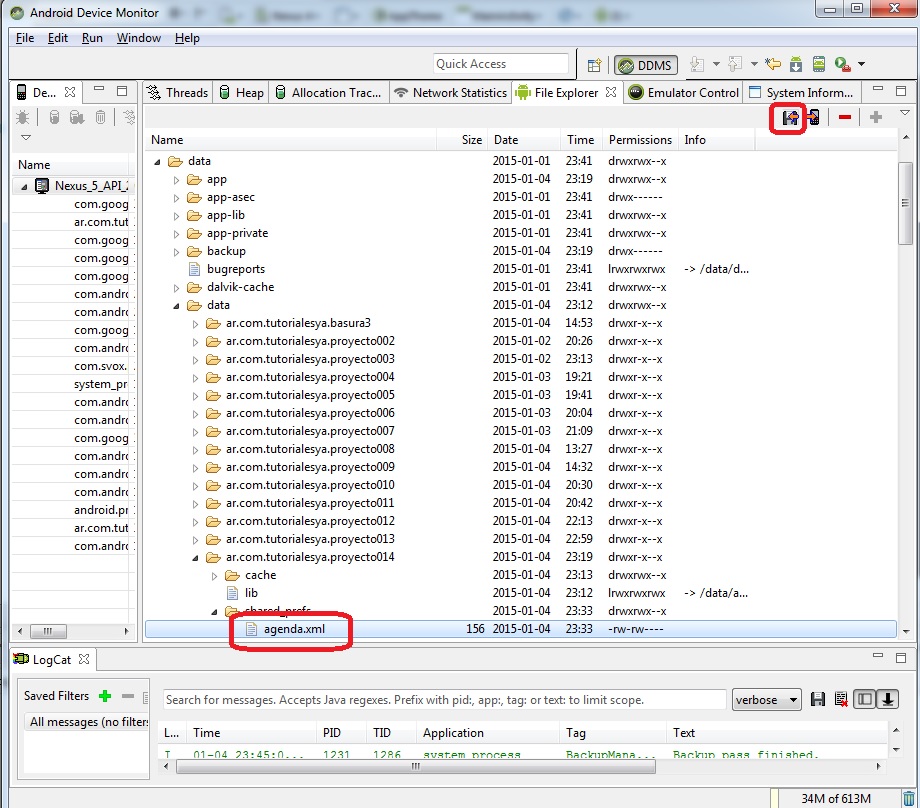 Android Device Monitor
File Edit Run Window Help
Quick Access DDMS
De...
Threads Heap Allocation Trac... Network Statistics File Explorer Emulator Control System Inform...
Name
Nexus_5_API_
com.goog
ar.com.tut
com.goog
com.goog
com.goog
com.andro
com.andro
com.goog
com.andro
com.svox.
system_pr
com.andro
com.andro
com.goog
com.andro
com.andro
android.pr
ar.com.tut
com.andro
Name Size Date Time Permissions Info
data 2015-01-01 23:41 drwxrwx--x
app 2015-01-04 23:19 drwxrwx--x
app-asec 2015-01-01 23:41 drwx------
app-lib 2015-01-01 23:41 drwxrwx--x
app-private 2015-01-01 23:41 drwxrwx--x
backup 2015-01-04 23:19 drwx------
bugreports 2015-01-01 23:41 lrwxrwxrwx -> /data/d...
dalvik-cache 2015-01-01 23:41 drwxrwx--x
data 2015-01-04 23:12 drwxrwx--x
ar.com.tutorialesya.basura3 2015-01-04 14:53 drwxr-x--x
ar.com.tutorialesya.proyecto002 2015-01-02 20:26 drwxr-x--x
ar.com.tutorialesya.proyecto003 2015-01-02 23:13 drwxr-x--x
ar.com.tutorialesya.proyecto004 2015-01-03 19:21 drwxr-x--x
ar.com.tutorialesya.proyecto005 2015-01-03 19:41 drwxr-x--x
ar.com.tutorialesya.proyecto006 2015-01-03 20:04 drwxr-x--x
ar.com.tutorialesya.proyecto007 2015-01-03 21:09 drwxr-x--x
ar.com.tutorialesya.proyecto008 2015-01-04 13:27 drwxr-x--x
ar.com.tutorialesya.proyecto009 2015-01-04 14:32 drwxr-x--x
ar.com.tutorialesya.proyecto010 2015-01-04 20:30 drwxr-x--x
ar.com.tutorialesya.proyecto011 2015-01-04 20:42 drwxr-x--x
ar.com.tutorialesya.proyecto012 2015-01-04 22:13 drwxr-x--x
ar.com.tutorialesya.proyecto013 2015-01-04 22:59 drwxr-x--x
ar.com.tutorialesya.proyecto014 2015-01-04 23:19 drwxr-x--x
cache 2015-01-04 23:13 drwxrwx--x
lib 2015-01-04 23:12 lrwxrwxrwx -> /data/a...
shared_prefs 2015-01-04 23:33 drwxrwx--x
agenda.xml 156 2015-01-04 23:33 -rw-rw----
LogCat
Saved Filters
All messages (no filters
Search for messages. Accepts Java regexes. Prefix with pid:, app:, tag: or text: to limit scope. verbose
L... Time PID TID Application Tag Text
I 01-04 23:45:0... 1231 1286 system_process BackupMana... Backup pass finished.
34M of 613M